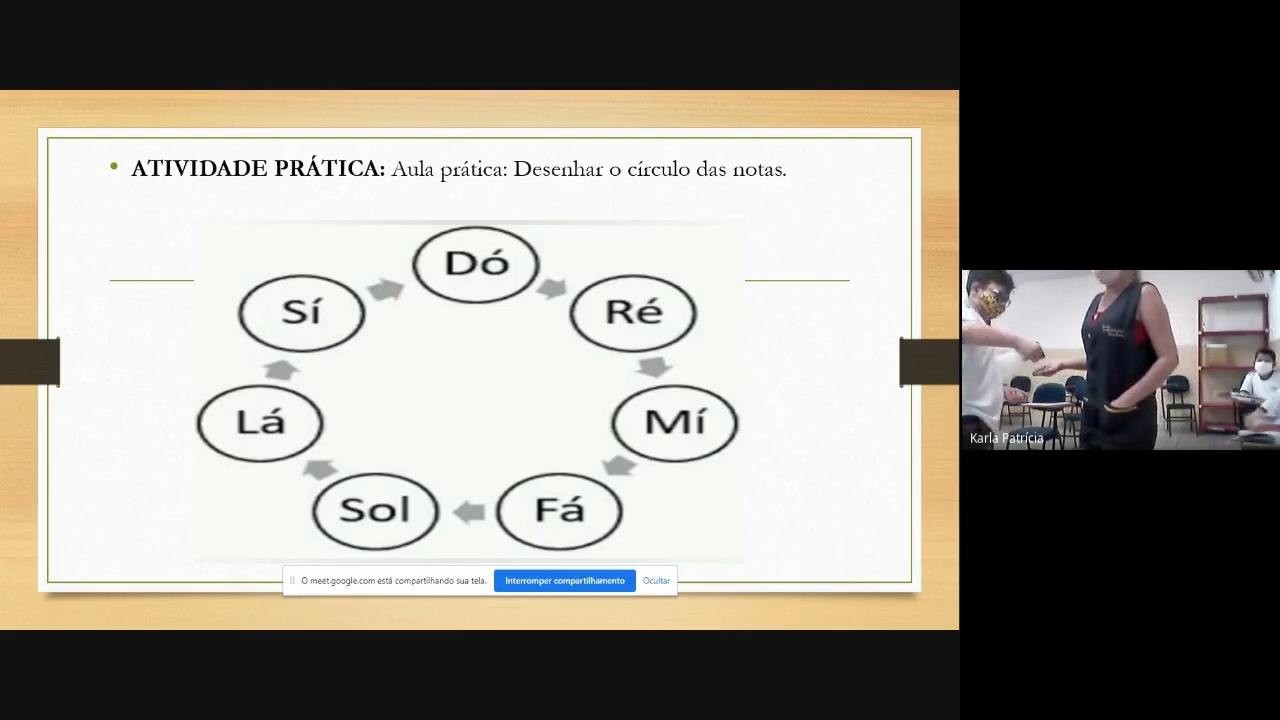 • ATIVIDADE PRÁTICA: Aula prática: Desenhar o círculo das notas.
Dó
Ré
Mí
Fá
Sol
Lá
Sí
O meet.google.com está compartilhando sua tela.
Interromper compartilhamento
Ocultar
Karla Patrícia